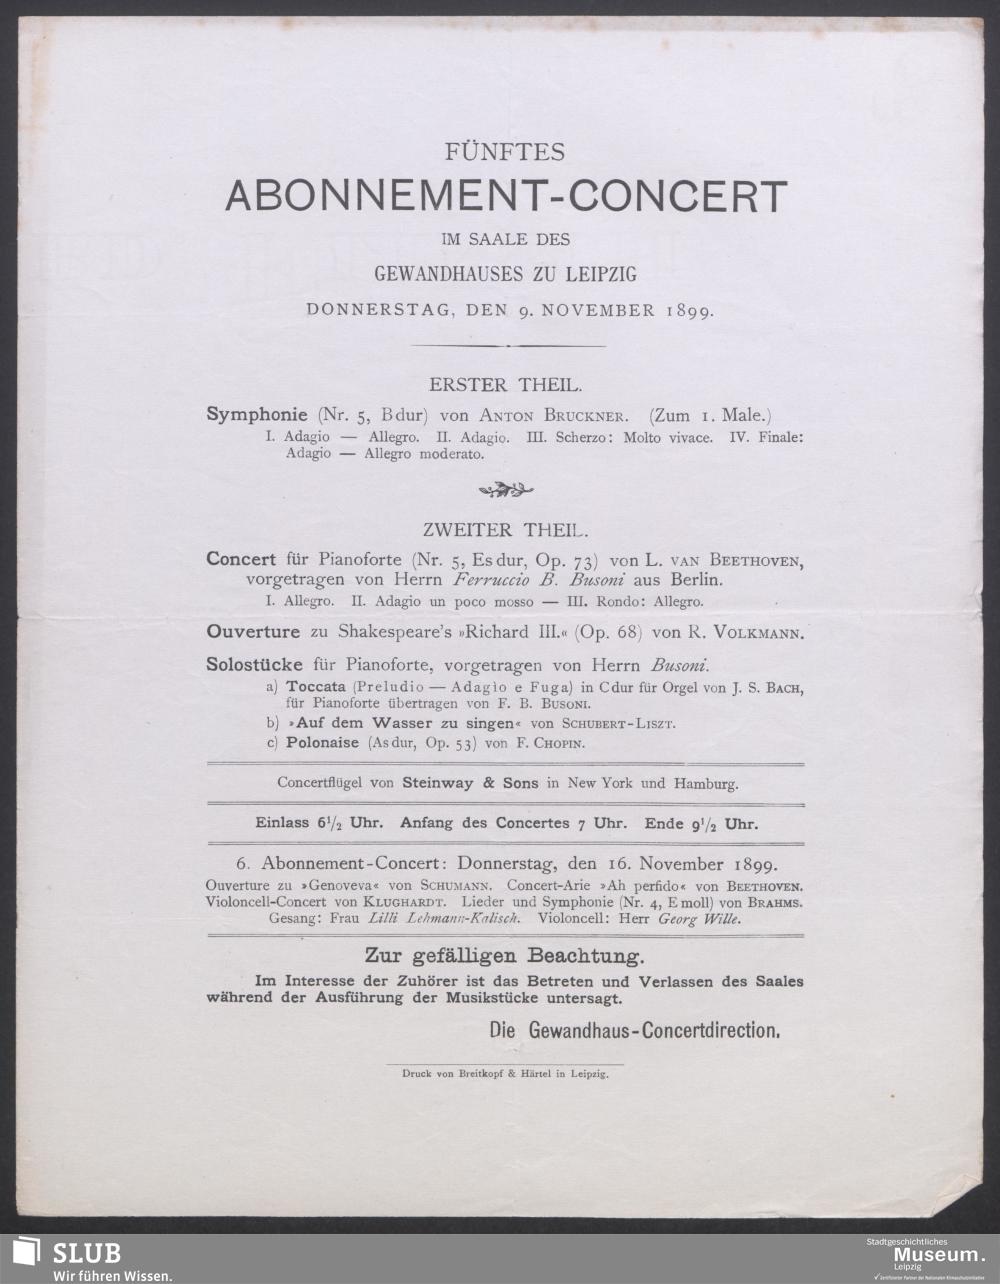 FÜNFTES
ABONNEMENT-CONCERT
IM SAALE DES
GEWANDHAUSES ZU LEIPZIG
DONNERSTAG, DEN 9. NOVEMBER 1899.
ERSTER THEIL.
Symphonie (Nr. 5, Bdur) von ANTON BRUCKNER. (Zum 1. Male.)
I. Adagio — Allegro. II. Adagio. III. Scherzo: Molto vivace. IV. Finale:
Adagio — Allegro moderato.
ZWEITER THEIL.
Concert für Pianoforte (Nr. 5, Esdur, Op. 73) von L. VAN BEETHOVEN,
vorgetragen von Herrn Ferruccio B. Busoni aus Berlin.
I. Allegro. II. Adagio un poco mosso — III. Rondo: Allegro.
Ouverture zu Shakespeare's »Richard III.« (Op. 68) von R. VOLKMANN.
Solostücke für Pianoforte, vorgetragen von Herrn Busoni.
a) Toccata (Preludio — Adagio e Fuga) in Cdur für Orgel von J. S. BACH,
für Pianoforte übertragen von F. B. BUSONI.
b) »Auf dem Wasser zu singen« von SCHUBERT-LISZT.
c) Polonaise (Asdur, Op. 53) von F. CHOPIN.
Concertflügel von Steinway & Sons in New York und Hamburg.
Einlass 6½ Uhr. Anfang des Concertes 7 Uhr. Ende 9½ Uhr.
6. Abonnement-Concert: Donnerstag, den 16. November 1899.
Ouverture zu »Genoveva« von SCHUMANN. Concert-Arie »Ah perfido« von BEETHOVEN.
Violoncell-Concert von KLUGHARDT. Lieder und Symphonie (Nr. 4, Emoll) von BRAHMS.
Gesang: Frau Lilli Lehmann-Kalisch. Violoncell: Herr Georg Wille.
Zur gefälligen Beachtung.
Im Interesse der Zuhörer ist das Betreten und Verlassen des Saales
während der Ausführung der Musikstücke untersagt.
Die Gewandhaus-Concertdirection.
Druck von Breitkopf & Härtel in Leipzig.
SLUB
Wir führen Wissen.
Stadtgeschichtliches
Museum.
Leipzig
Zertifizierter Partner der Nationalen Klimaschutzinitiative